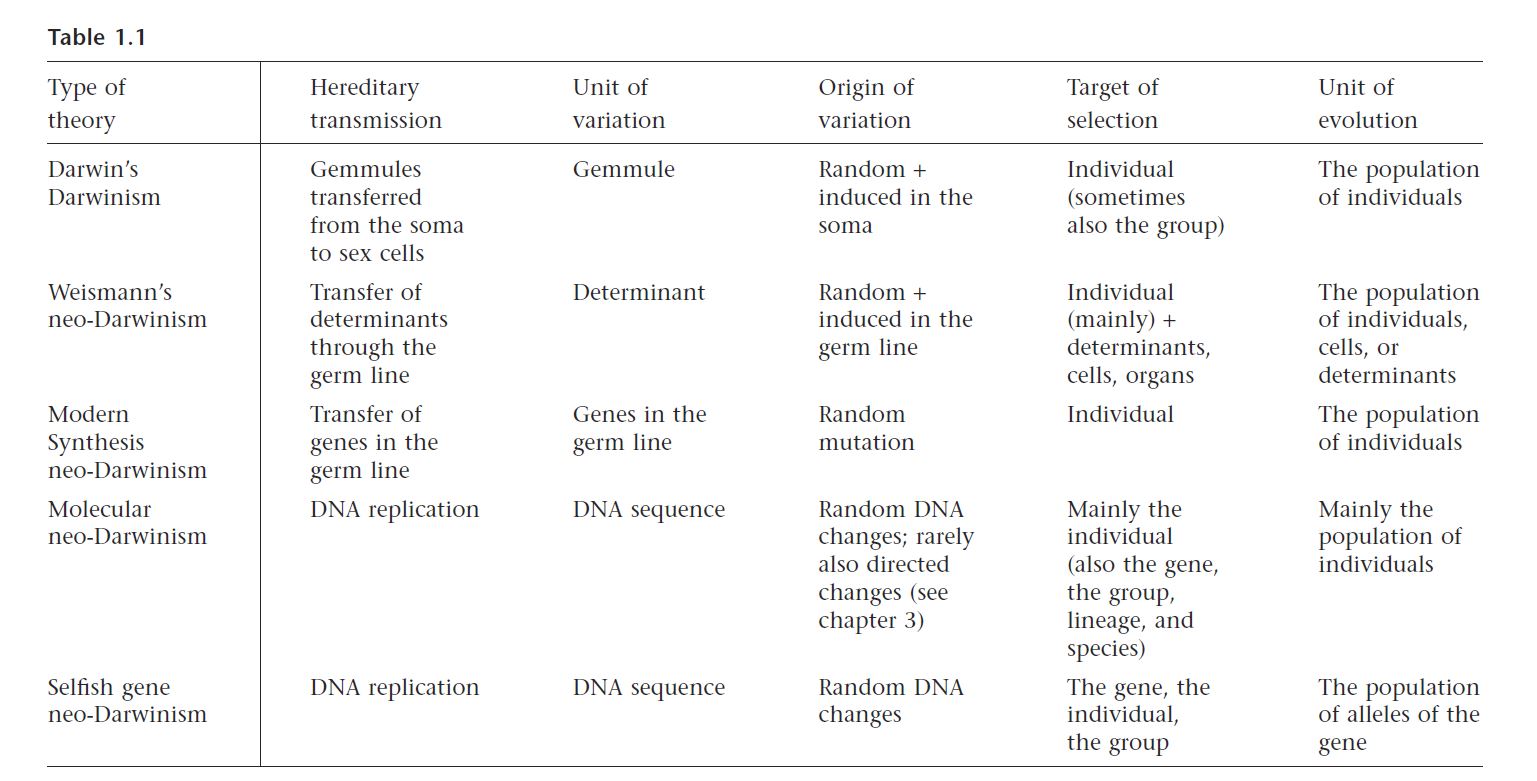 Table 1.1
Type of theory | Hereditary transmission | Unit of variation | Origin of variation | Target of selection | Unit of evolution
Darwin’s Darwinism | Gemmules transferred from the soma to sex cells | Gemmule | Random + induced in the soma | Individual (sometimes also the group) | The population of individuals
Weismann’s neo-Darwinism | Transfer of determinants through the germ line | Determinant | Random + induced in the germ line | Individual (mainly) + determinants, cells, organs | The population of individuals, cells, or determinants
Modern Synthesis neo-Darwinism | Transfer of genes in the germ line | Genes in the germ line | Random mutation | Individual | The population of individuals
Molecular neo-Darwinism | DNA replication | DNA sequence | Random DNA changes; rarely also directed changes (see chapter 3) | Mainly the individual (also the gene, the group, lineage, and species) | Mainly the population of individuals
Selfish gene neo-Darwinism | DNA replication | DNA sequence | Random DNA changes | The gene, the individual, the group | The population of alleles of the gene